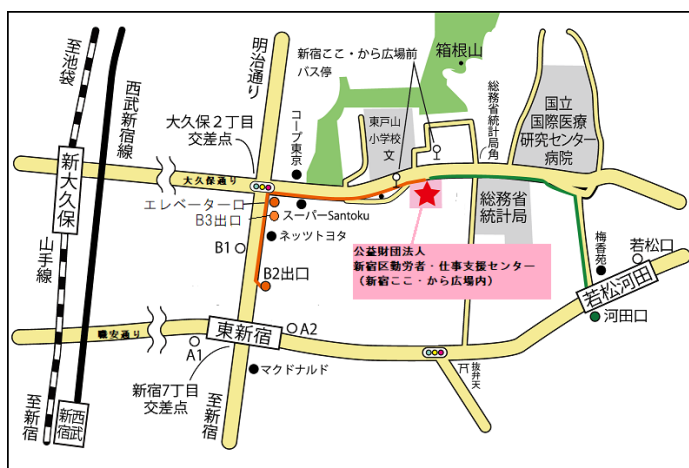 至池袋
西武新宿線
明治通り
新宿ここ・から広場前
バス停
箱根山
大久保2丁目
交差点
コープ東京
東戸山
小学校
文
総務省統計局角
国立
国際医療
研究センター
病院
新大久保
大久保通り
エレベーター口
B3出口
スーパーSantoku
総務省
統計局
ネッツトヨタ
B1
山手線
公益財団法人
新宿区勤労者・仕事支援センター
(新宿ここ・から広場内)
梅香苑
若松口
若松河田
B2出口
河田口
職安通り
東新宿
A2
A1
マクドナルド
抜弁天
新宿7丁目
交差点
至新宿
西武新宿
至新宿